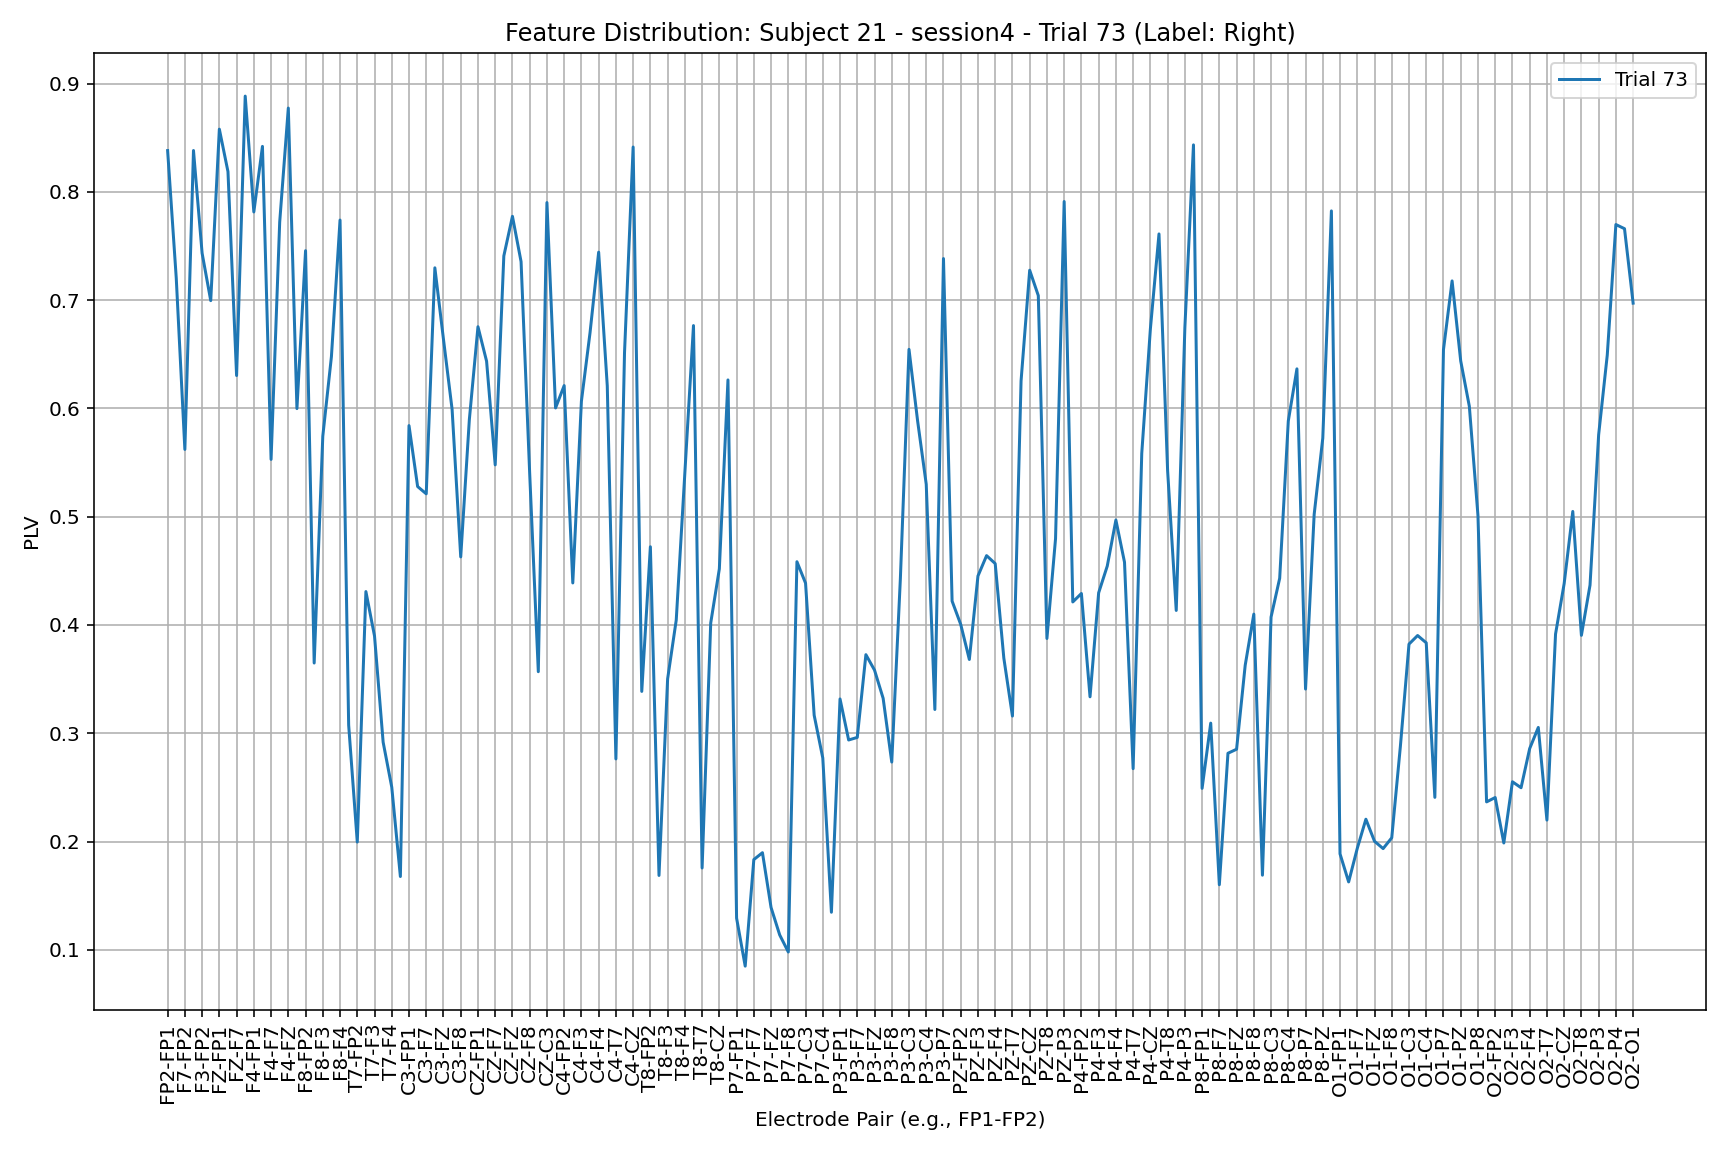 Feature Distribution: Subject 21 - session4 - Trial 73 (Label: Right)
Trial 73
PLV
0.9
0.8
0.7
0.6
0.5
0.4
0.3
0.2
0.1
FP2-FP1
F7-FP2
F3-FP2
FZ-FP1
FZ-F7
F4-FP1
F4-F7
F4-FZ
F8-FP2
F8-F3
F8-F4
T7-FP2
T7-F3
T7-F4
C3-FP1
C3-F7
C3-FZ
C3-F8
CZ-FP1
CZ-F7
CZ-FZ
CZ-F8
CZ-C3
C4-FP2
C4-F3
C4-F4
C4-T7
C4-CZ
T8-FP2
T8-F3
T8-F4
T8-T7
T8-CZ
P7-FP1
P7-F7
P7-FZ
P7-F8
P7-C3
P7-C4
P3-FP1
P3-F7
P3-FZ
P3-F8
P3-C3
P3-C4
P3-P7
PZ-FP2
PZ-F3
PZ-F4
PZ-T7
PZ-CZ
PZ-T8
PZ-P3
P4-FP2
P4-F3
P4-F4
P4-T7
P4-CZ
P4-T8
P4-P3
P8-FP1
P8-F7
P8-FZ
P8-F8
P8-C3
P8-C4
P8-P7
P8-PZ
O1-FP1
O1-F7
O1-FZ
O1-F8
O1-C3
O1-C4
O1-P7
O1-PZ
O1-P8
O2-FP2
O2-F3
O2-F4
O2-T7
O2-CZ
O2-T8
O2-P3
O2-P4
O2-O1
Electrode Pair (e.g., FP1-FP2)